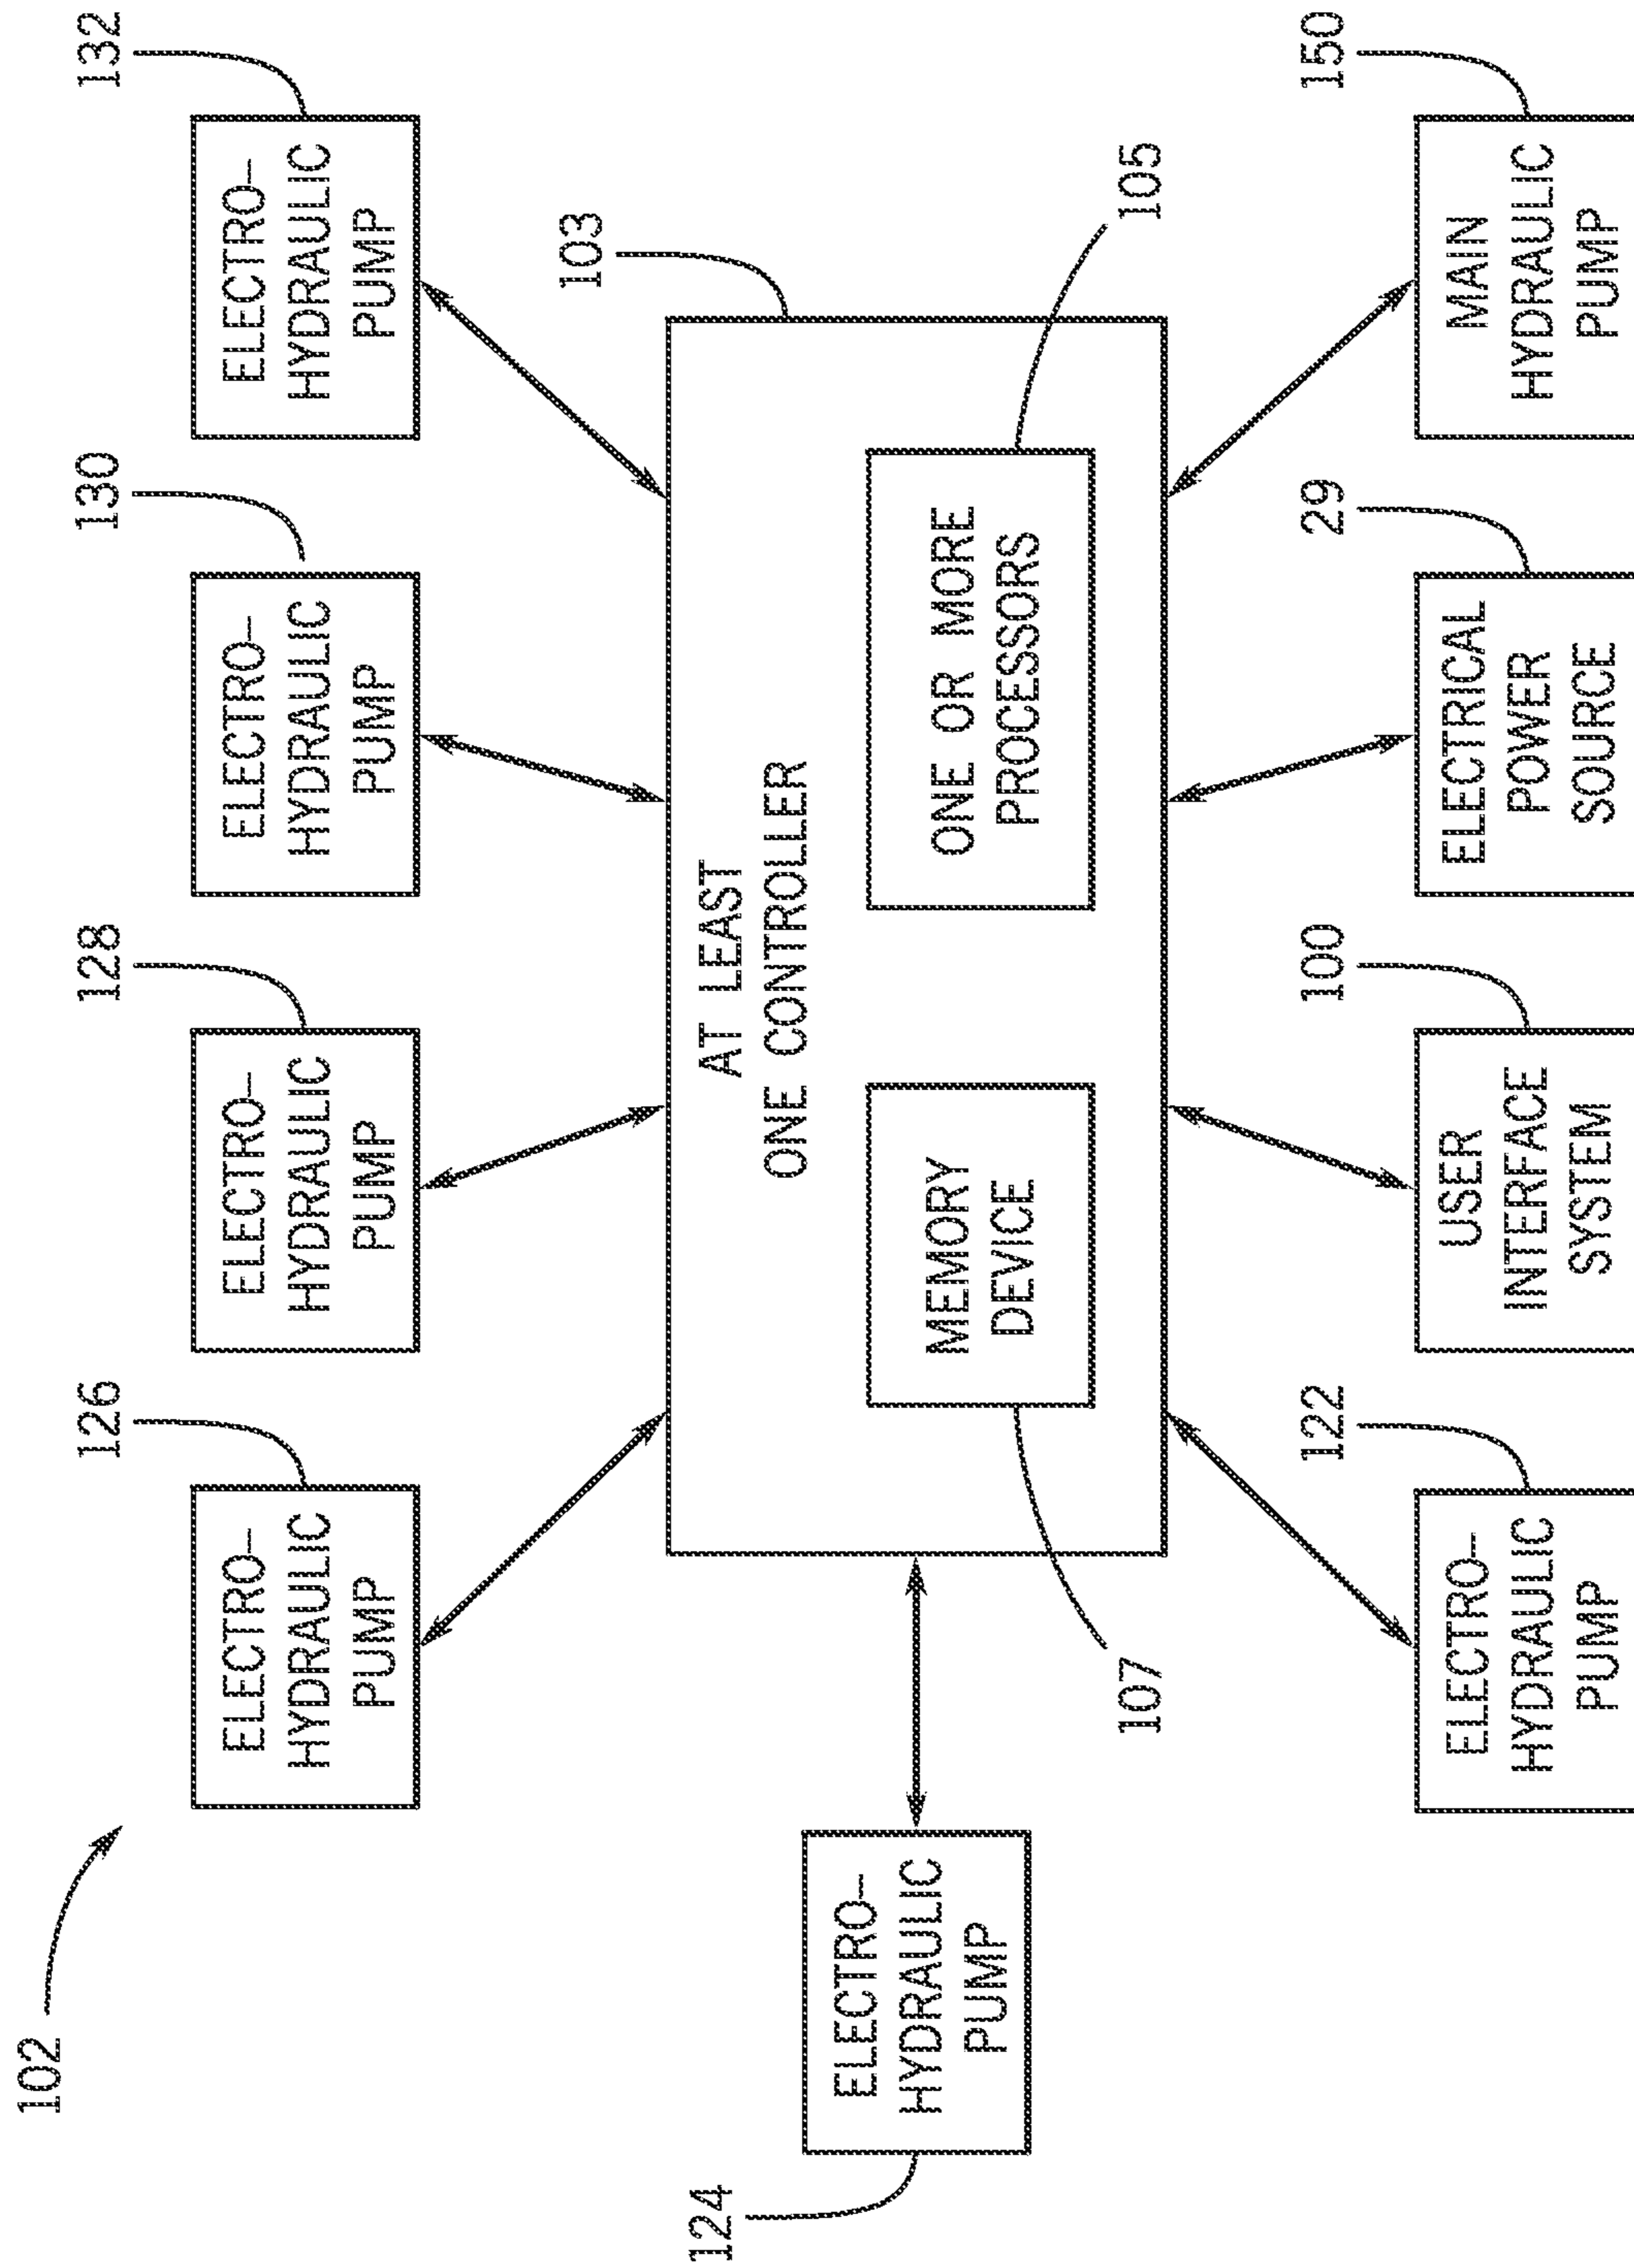 102
126
128
130
132
ELECTRO–
HYDRAULIC
PUMP
ELECTRO–
HYDRAULIC
PUMP
ELECTRO–
HYDRAULIC
PUMP
ELECTRO–
HYDRAULIC
PUMP
103
124
ELECTRO–
HYDRAULIC
PUMP
AT LEAST
ONE CONTROLLER
MEMORY
DEVICE
ONE OR MORE
PROCESSORS
107
105
122
100
29
150
ELECTRO–
HYDRAULIC
PUMP
USER
INTERFACE
SYSTEM
ELECTRICAL
POWER
SOURCE
MAIN
HYDRAULIC
PUMP